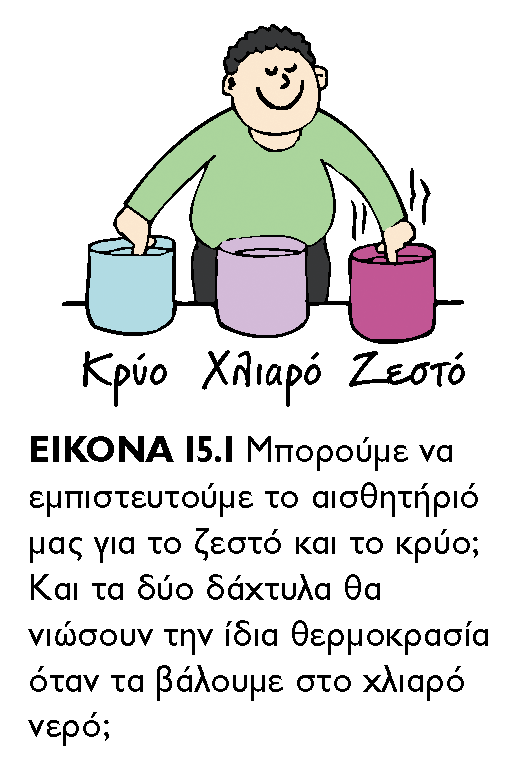 Κρύο Χλιαρό Ζεστό
ΕΙΚΟΝΑ 15.1 Μπορούμε να
εμπιστευτούμε το αισθητήριό
μας για το ζεστό και το κρύο;
Και τα δύο δάχτυλα θα
νιώσουν την ίδια θερμοκρασία
όταν τα βάλουμε στο χλιαρό
νερό;